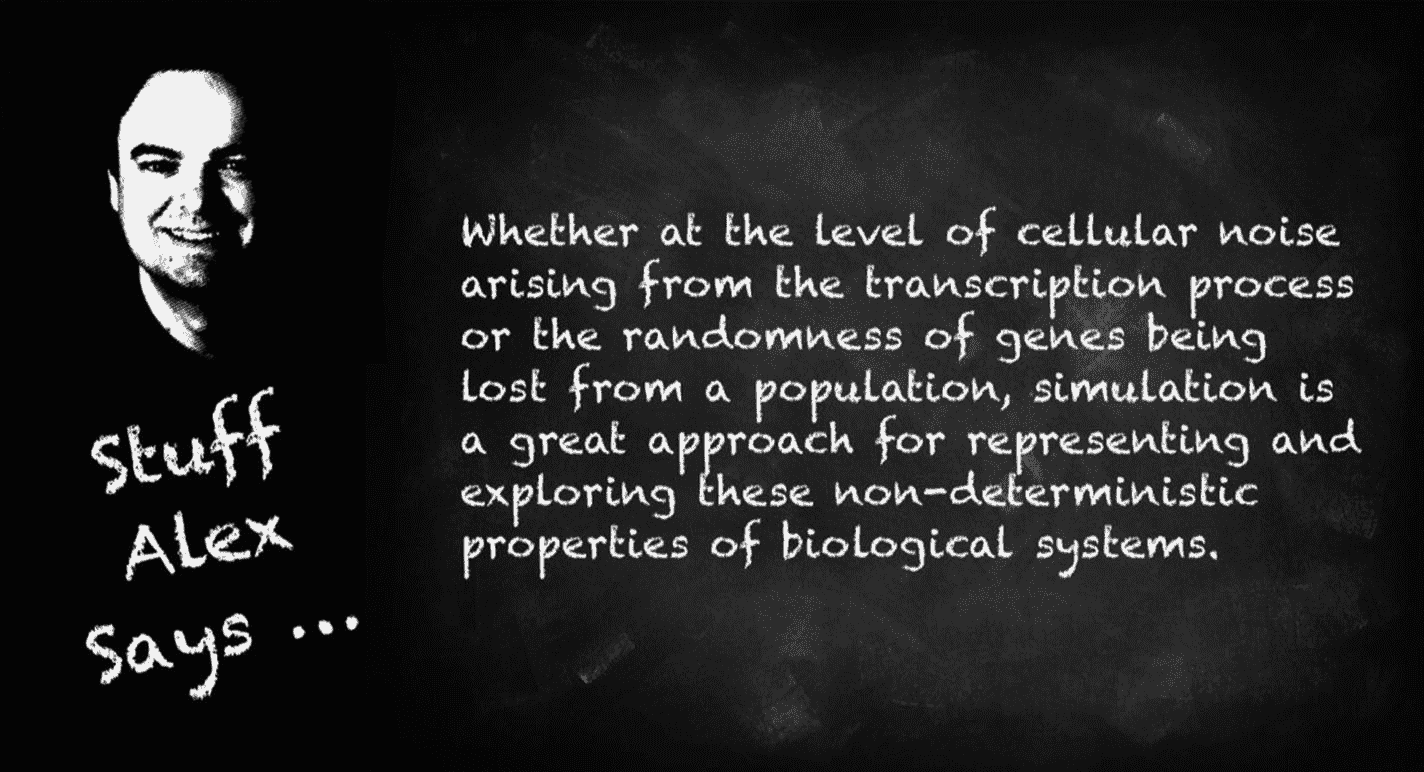 Stuff
Alex
Says ...
Whether at the level of cellular noise
arising from the transcription process
or the randomness of genes being
lost from a population, simulation is
a great approach for representing and
exploring these non-deterministic
properties of biological systems.